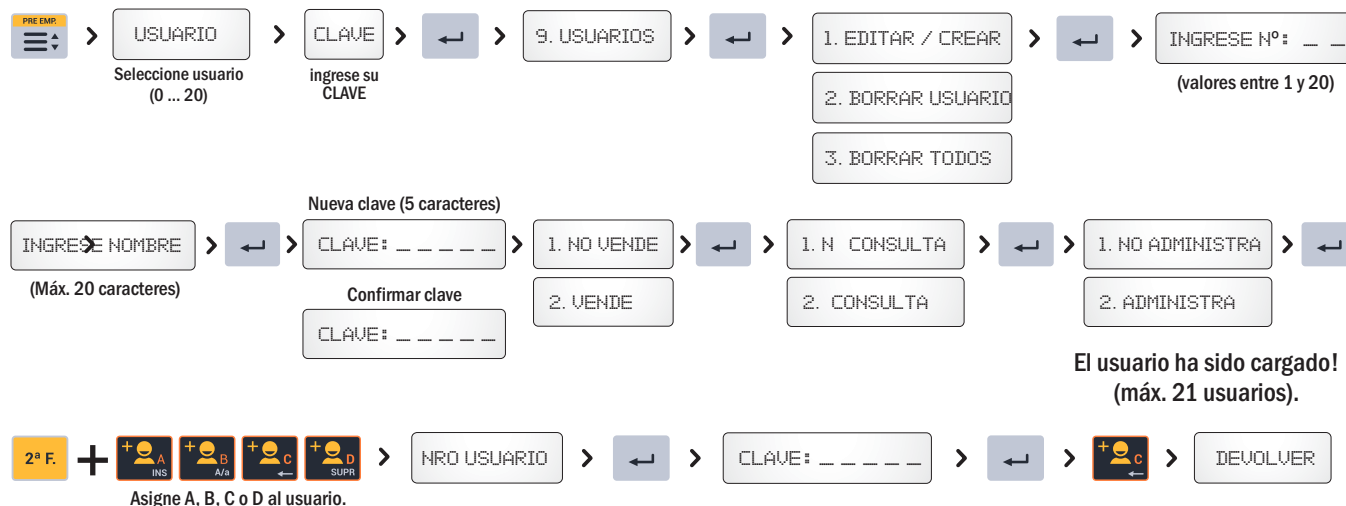 PRE EMP.
USUARIO
Seleccione usuario
(0 ... 20)
CLAVE
ingrese su
CLAVE
9. USUARIOS
1. EDITAR / CREAR
2. BORRAR USUARIO
3. BORRAR TODOS
INGRESE Nº: _ _
(valores entre 1 y 20)
INGRESE NOMBRE
(Máx. 20 caracteres)
Nueva clave (5 caracteres)
CLAVE: _ _ _ _ _
Confirmar clave
CLAVE: _ _ _ _ _
1. NO VENDE
2. VENDE
1. N CONSULTA
2. CONSULTA
1. NO ADMINISTRA
2. ADMINISTRA
El usuario ha sido cargado!
(máx. 21 usuarios).
2ª F.
+ A INS
+ B A/a
+ C
+ D SUPR
Asigne A, B, C o D al usuario.
NRO USUARIO
CLAVE: _ _ _ _ _
+ C
DEVOLVER